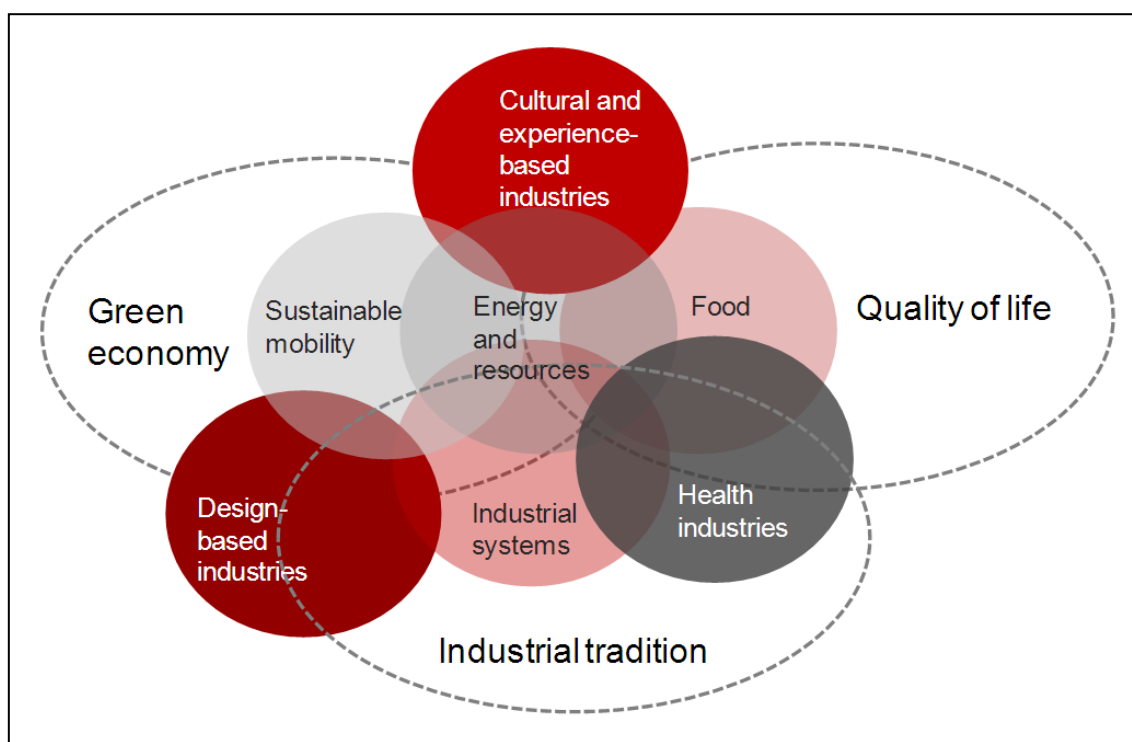 Cultural and
experience-
based
industries
Green
economy
Sustainable
mobility
Energy
and
resources
Food
Quality of life
Design-
based
industries
Industrial
systems
Health
industries
Industrial tradition